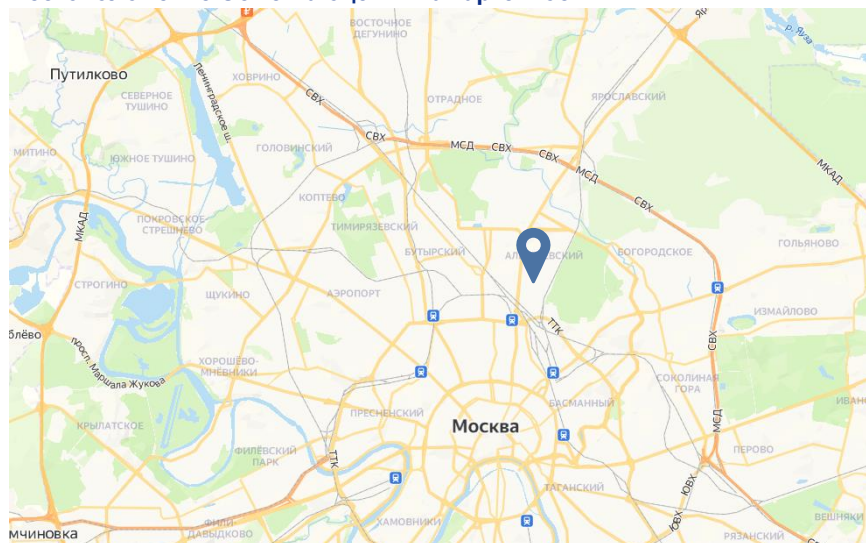 ВОСТОЧНОЕ
ДЕГУНИНО
р. Яуза
Путилково
ХОВРИНО
Ленинградское ш.
СВХ
СЕВЕРНОЕ
ТУШИНО
ОТРАДНОЕ
ЯРОСЛАВСКИЙ
СВХ
МСД
СВХ
СВХ
МИТИНО
ЮЖНОЕ ТУШИНО
ГОЛОВИНСКИЙ
МСД
МКАД
СВХ
КОПТЕВО
МКАД
ПОКРОВСКОЕ
СТРЕШНЕВО
ТИМИРЯЗЕВСКИЙ
БУТЫРСКИЙ
БОГОРОДСКОЕ
ГОЛЬЯНОВО
СТРОГИНО
ЩУКИНО
АЭРОПОРТ
ИЗМАЙЛОВО
ТТК
СВХ
просп. Маршала Жукова
ХОРОШЁВО-
МНЁВНИКИ
СОКОЛИНАЯ
ГОРА
БАСМАННЫЙ
ПРЕСНЕНСКИЙ
КРЫЛАТСКОЕ
Москва
МСД
ФИЛЁВСКИЙ
ПАРК
ТТК
ПЕРОВО
ТАГАНСКИЙ
ЮВХ
ЮВХ
ВЕШНЯКИ
ФИЛИ-
ДАВЫДКОВО
ХАМОВНИКИ
РЯЗАНСКИЙ